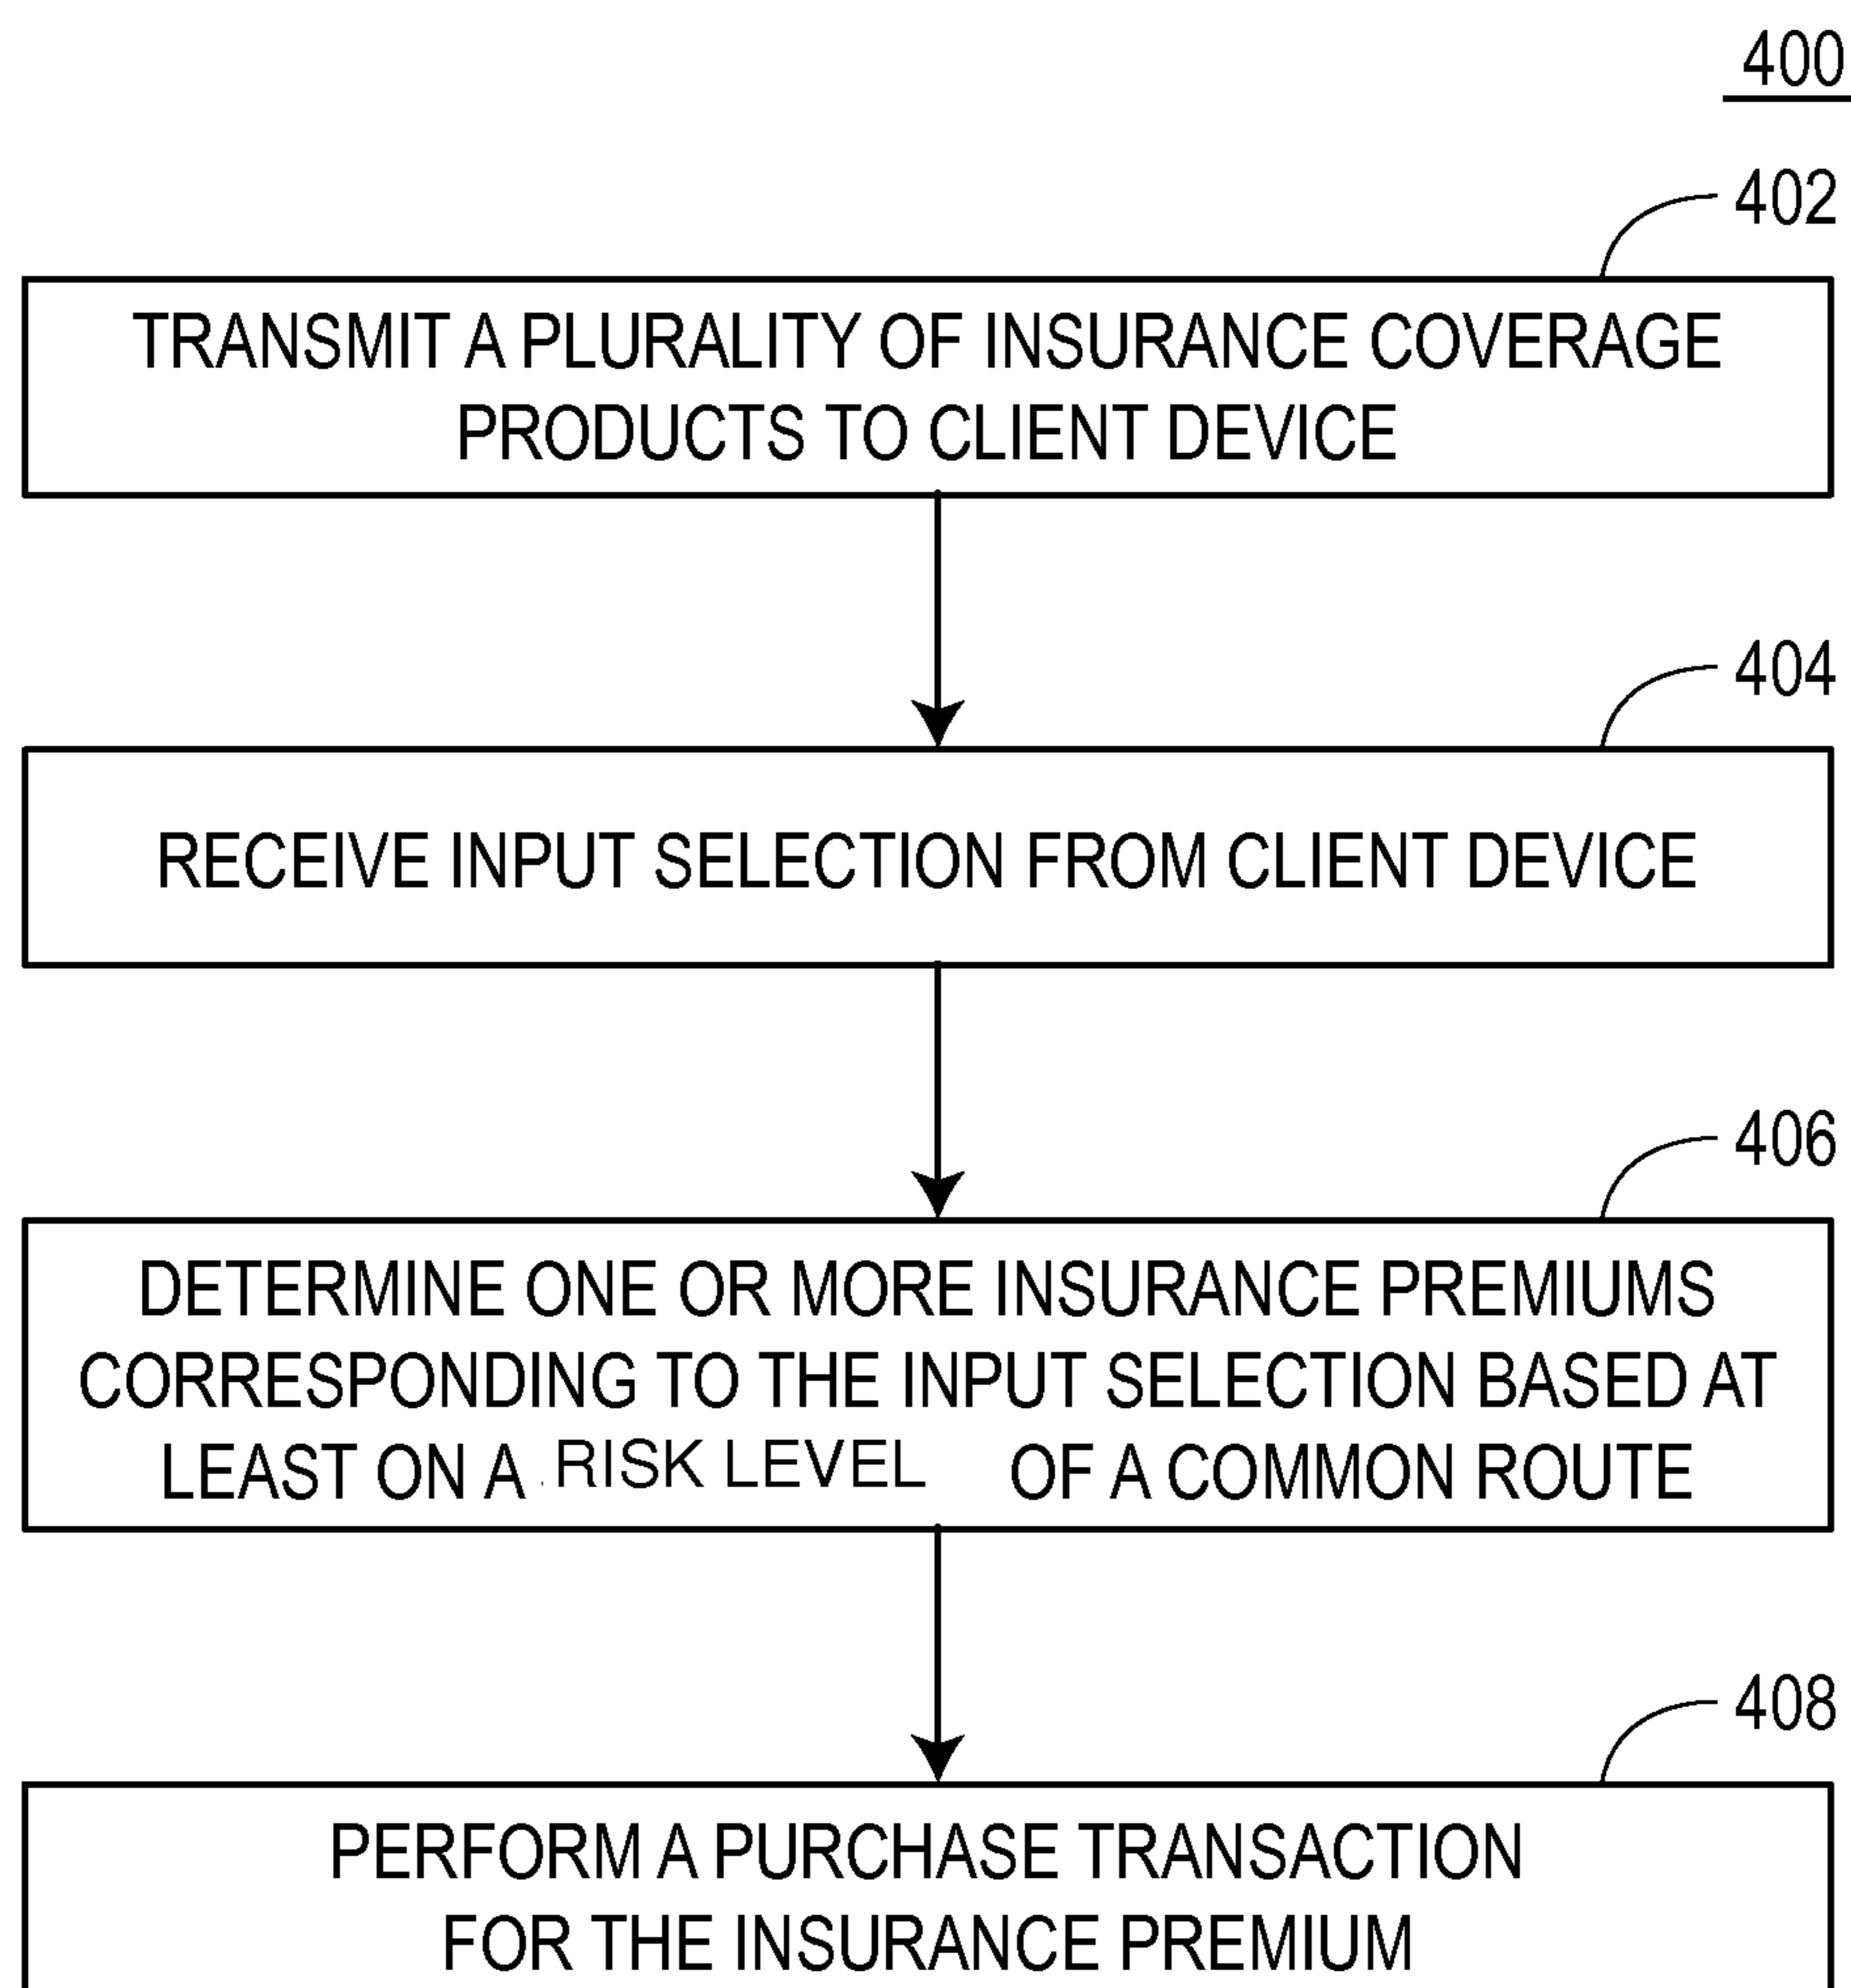 400
402
TRANSMIT A PLURALITY OF INSURANCE COVERAGE
PRODUCTS TO CLIENT DEVICE
404
RECEIVE INPUT SELECTION FROM CLIENT DEVICE
406
DETERMINE ONE OR MORE INSURANCE PREMIUMS
CORRESPONDING TO THE INPUT SELECTION BASED AT
LEAST ON A RISK LEVEL OF A COMMON ROUTE
408
PERFORM A PURCHASE TRANSACTION
FOR THE INSURANCE PREMIUM